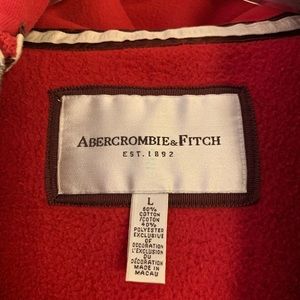 ABERCROMBIE & FITCH
EST. 1892
L
60%
COTTON
/COTON
40%
POLYESTER
EXCLUSIVE
OF
DECORATION
EXCLUSION
DU
DÉCORATION
MADE IN
MACAU